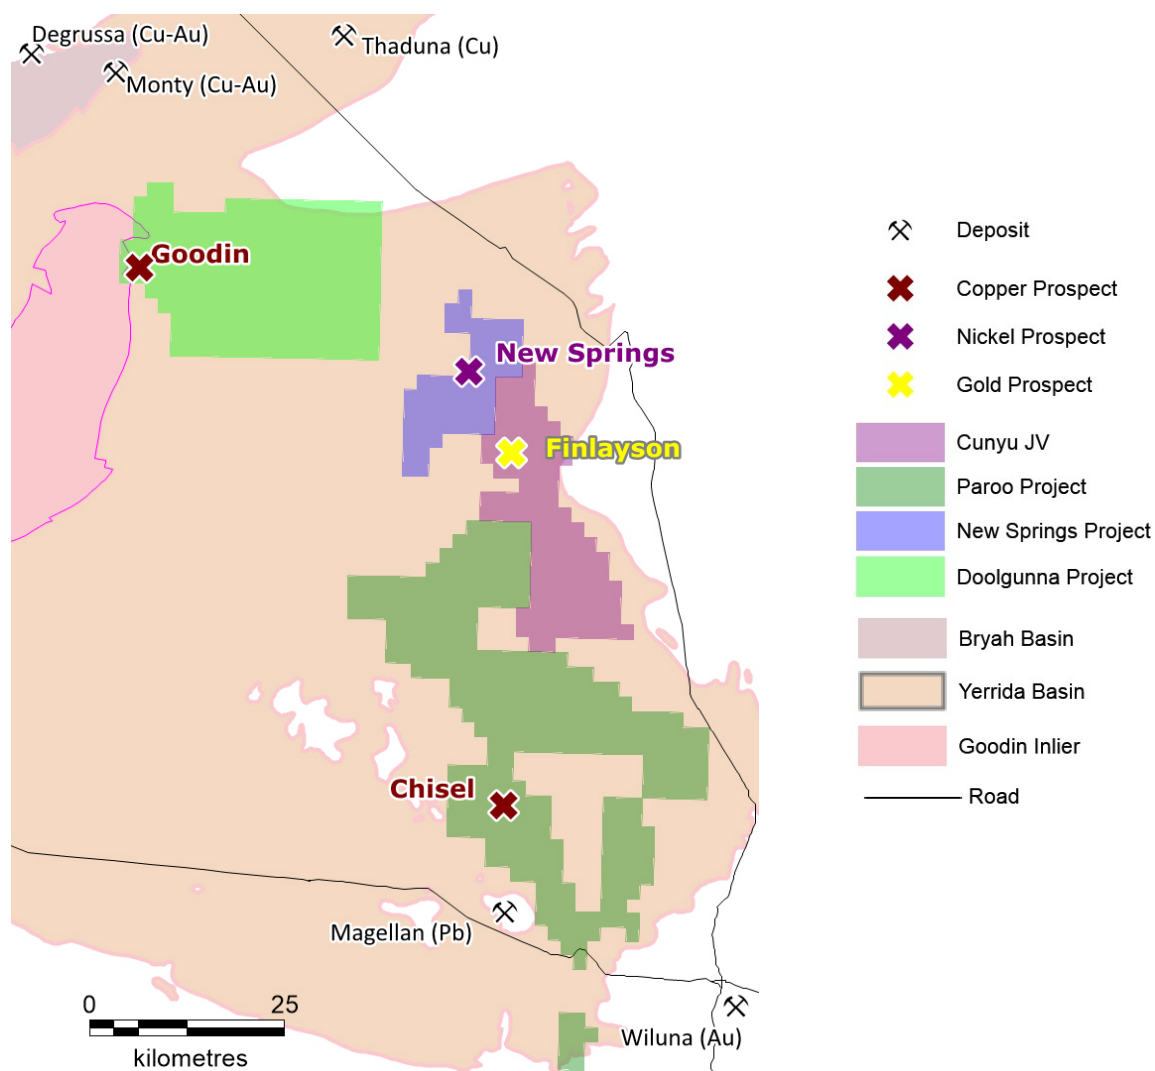 Degrussa (Cu-Au)
Thaduna (Cu)
Monty (Cu-Au)
Goodin
New Springs
Finlayson
Chisel
Magellan (Pb)
Wiluna (Au)
0 25
kilometres
Deposit
Copper Prospect
Nickel Prospect
Gold Prospect
Cunyu JV
Paroo Project
New Springs Project
Doolgunna Project
Bryah Basin
Yerrida Basin
Goodin Inlier
Road